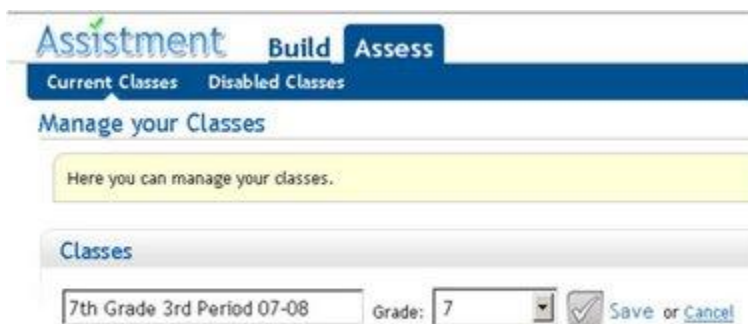 Assistment Build Assess
Current Classes Disabled Classes
Manage your Classes
Here you can manage your classes.
Classes
7th Grade 3rd Period 07-08 Grade: 7 Save or Cancel